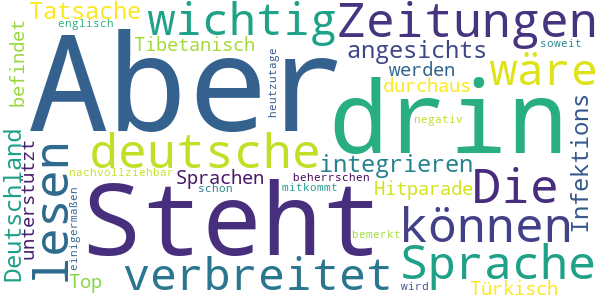 Tatsache
englisch
wichtig
Zeitungen
befindet
Aber
Tibetanisch
heutzutage
angesichts
soweit
werden
wäre
durchaus
drin
negativ
Deutschland
unterstützt
lesen
deutsche
integrieren
Infektions
nachvollziehbar
Sprachen
beherrschen
Hitparade
Die
einigermaßen
schon
mitkommt
Steht
können
bemerkt
Sprache
Top
verbreitet
wird
Türkisch